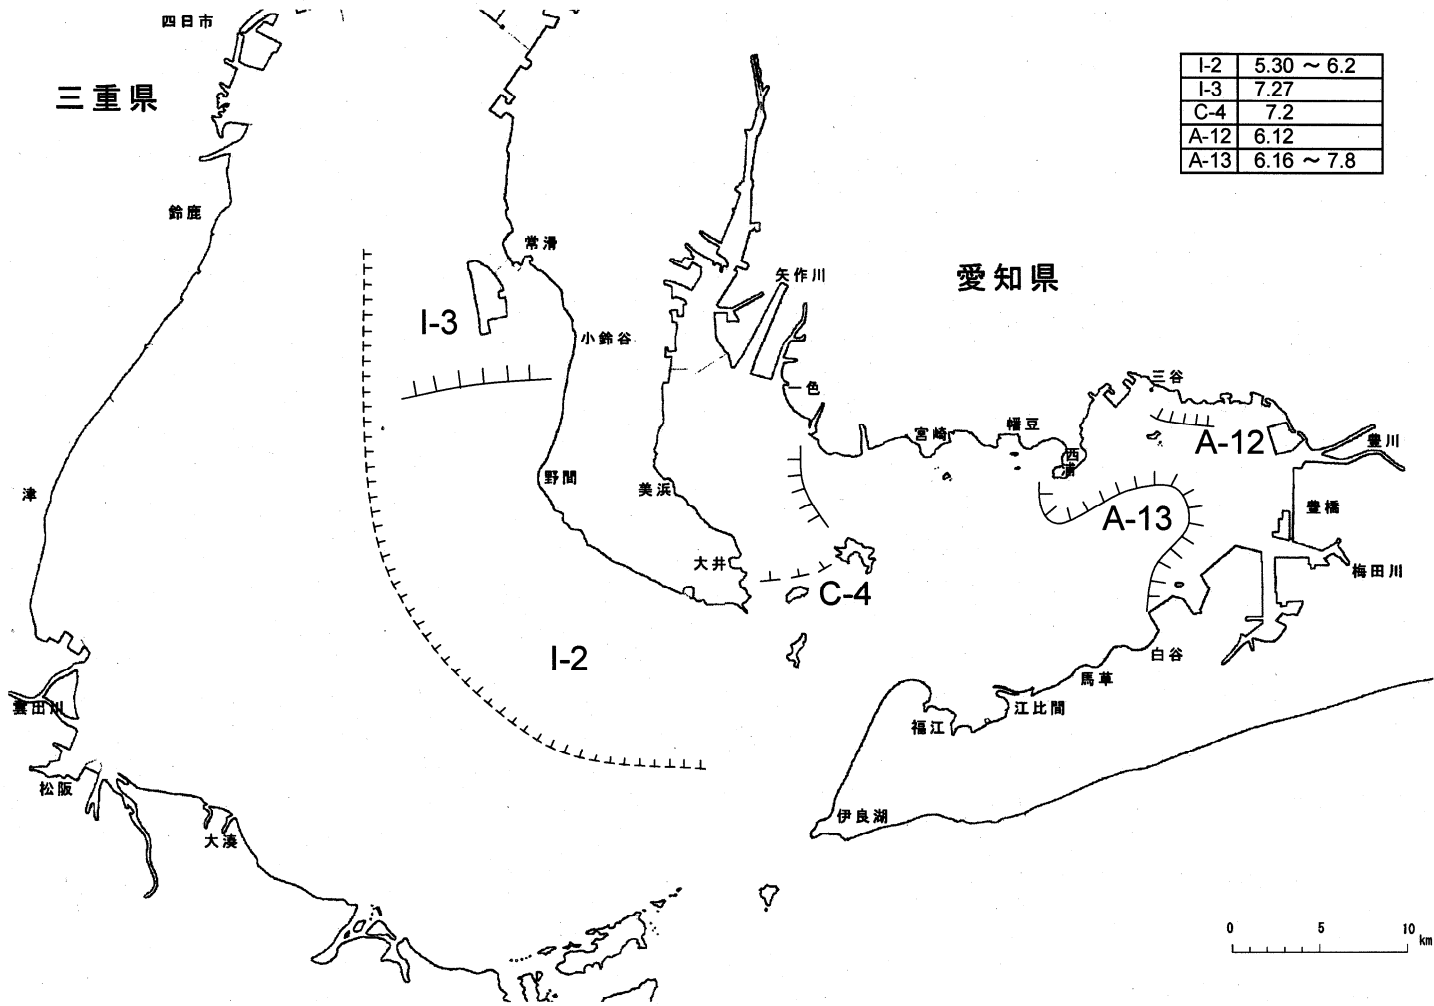 四日市
三重県
I-2 5.30 ～ 6.2
I-3 7.27
C-4 7.2
A-12 6.12
A-13 6.16 ～ 7.8
鈴鹿
常滑
矢作川
愛知県
I-3
小鈴谷
三谷
一色
宮崎
幡豆
A-12
豊川
西浦
津
野間
美浜
A-13
豊橋
大井
梅田川
C-4
I-2
白谷
馬草
雲出川
江比間
福江
松阪
伊良湖
大湊
0 5 10 km